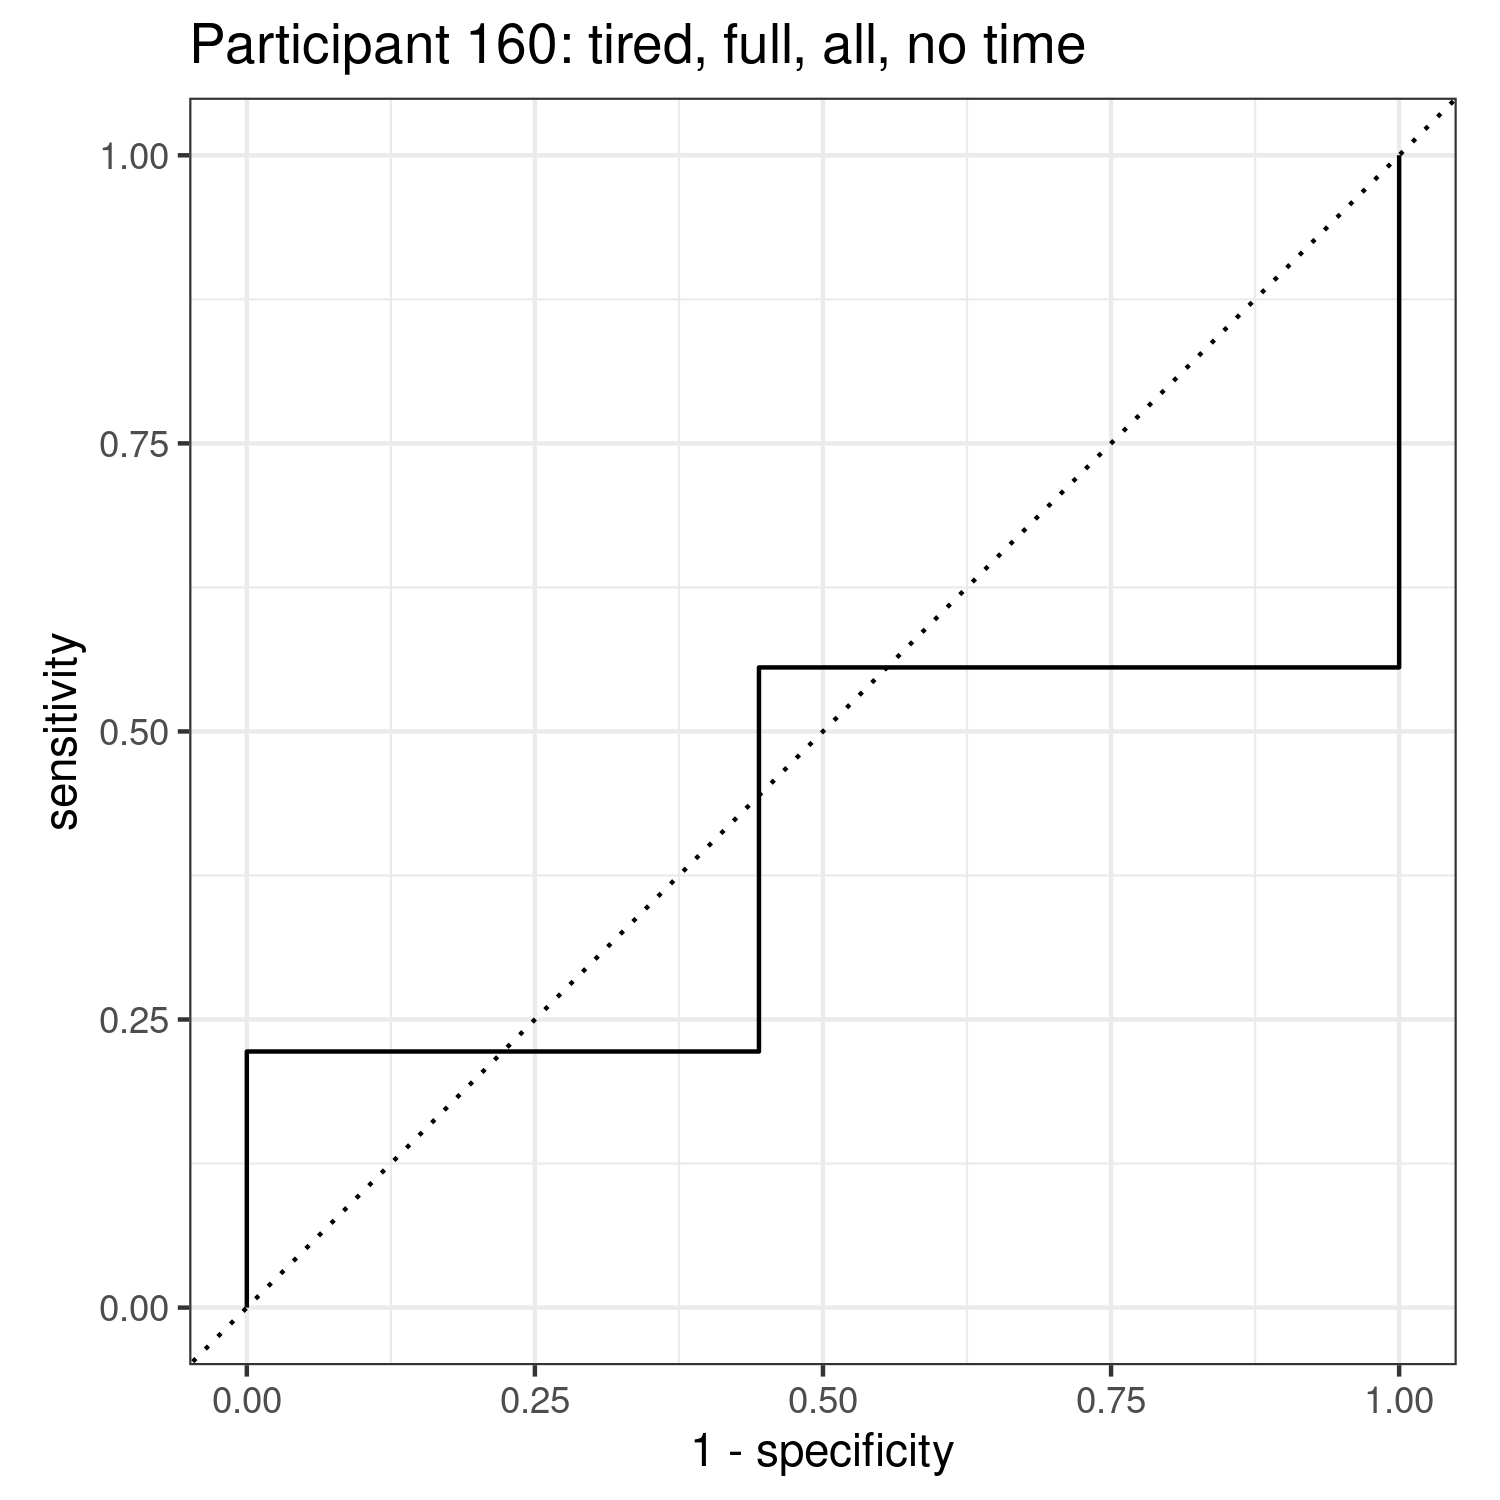 Participant 160: tired, full, all, no time
1.00
0.75
0.50
0.25
0.00
sensitivity
0.00 0.25 0.50 0.75 1.00
1 - specificity